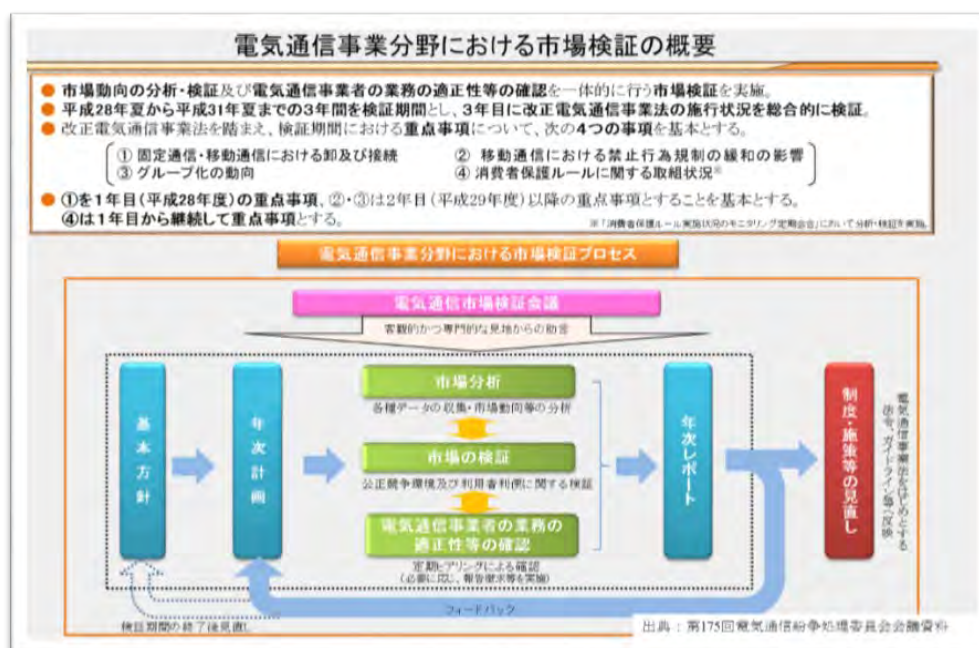 電気通信事業分野における市場検証の概要
● 市場動向の分析・検証及び電気通信事業者の業務の適正性等の確認を一体的に行う市場検証を実施。
● 平成28年夏から平成31年夏までの3年間を検証期間とし、3年目に改正電気通信事業法の施行状況を総合的に検証。
● 改正電気通信事業法を踏まえ、検証期間における重点事項について、次の4つの事項を基本とする。
① 固定通信・移動通信における卸及び接続 ② 移動通信における禁止行為規制の緩和の影響
③ グループ化の動向 ④ 消費者保護ルールに関する取組状況※
● ①を1年目(平成28年度)の重点事項、②・③は2年目(平成29年度)以降の重点事項とすることを基本とする。
④は1年目から継続して重点事項とする。
※「消費者保護ルール実施状況のモニタリング定期会合」において分析・検証を実施。
電気通信事業分野における市場検証プロセス
電気通信市場検証会議
客観的かつ専門的な見地からの助言
基本方針
年次計画
市場分析
各種データの収集・市場動向等の分析
市場の検証
公正競争環境及び利用者利便に関する検証
電気通信事業者の業務の
適正性等の確認
定期ヒアリングによる確認
(必要に応じ、報告徴求等を実施)
年次レポート
制度・施策等の見直し
電気通信事業法をはじめとする
法令、ガイドライン等へ反映
フィードバック
検証期間の終了後見直し
出典:第175回電気通信紛争処理委員会会議資料